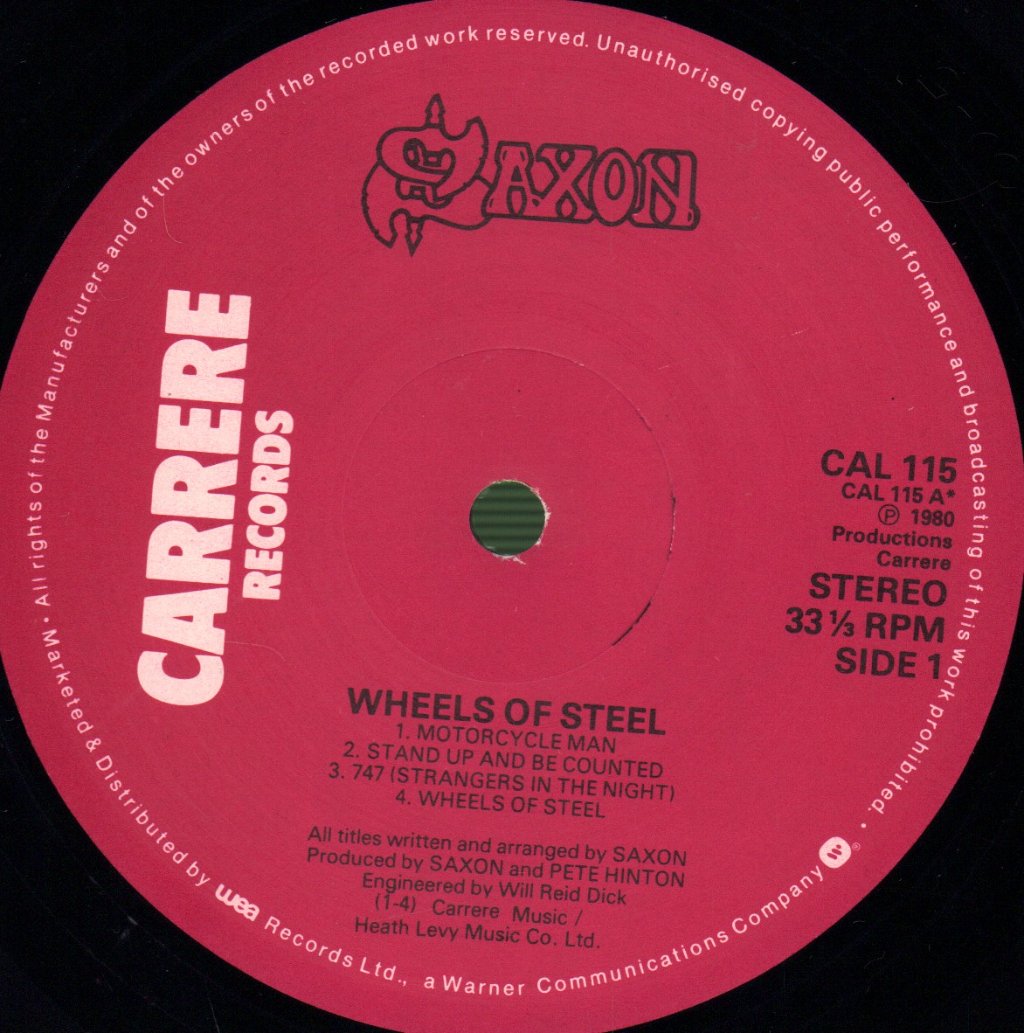 SAXON
CARRERE
RECORDS
CAL 115
CAL 115 A*
Ⓟ 1980
Productions
Carrere
STEREO
33 ⅓ RPM
SIDE 1
WHEELS OF STEEL
1. MOTORCYCLE MAN
2. STAND UP AND BE COUNTED
3. 747 (STRANGERS IN THE NIGHT)
4. WHEELS OF STEEL
All titles written and arranged by SAXON
Produced by SAXON and PETE HINTON
Engineered by Will Reid Dick
(1-4) Carrere Music /
Heath Levy Music Co. Ltd.
• All rights of the Manufacturers and of the owners of the recorded work reserved. Unauthorised copying public performance and broadcasting of this work prohibited. •
Marketed & Distributed by wea Records Ltd., a Warner Communications Company ®